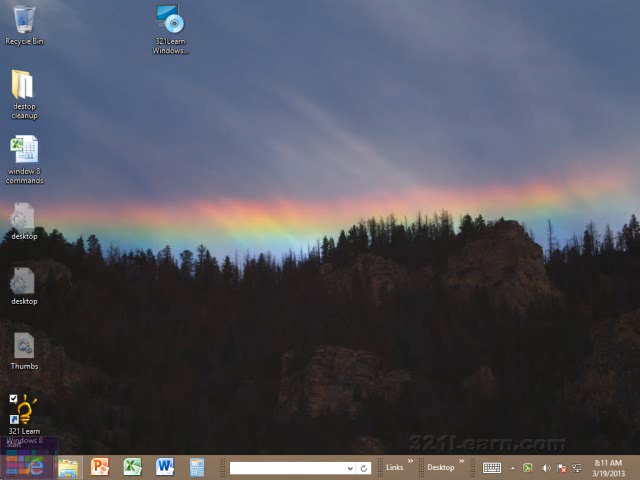 Recycle Bin
321Learn
Windows...
destop
cleanup
window 8
commands
desktop
desktop
Thumbs
321 Learn
Windows 8
Start
321Learn.com
Links
Desktop
8:11 AM
3/19/2013